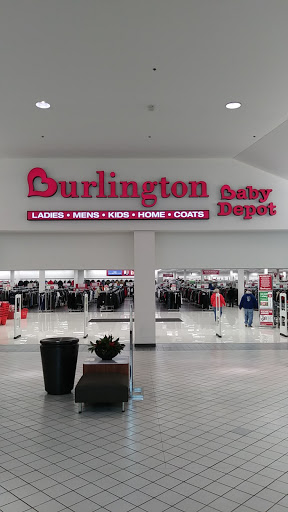 Burlington
LADIES • MENS • KIDS • HOME • COATS
Baby
Depot